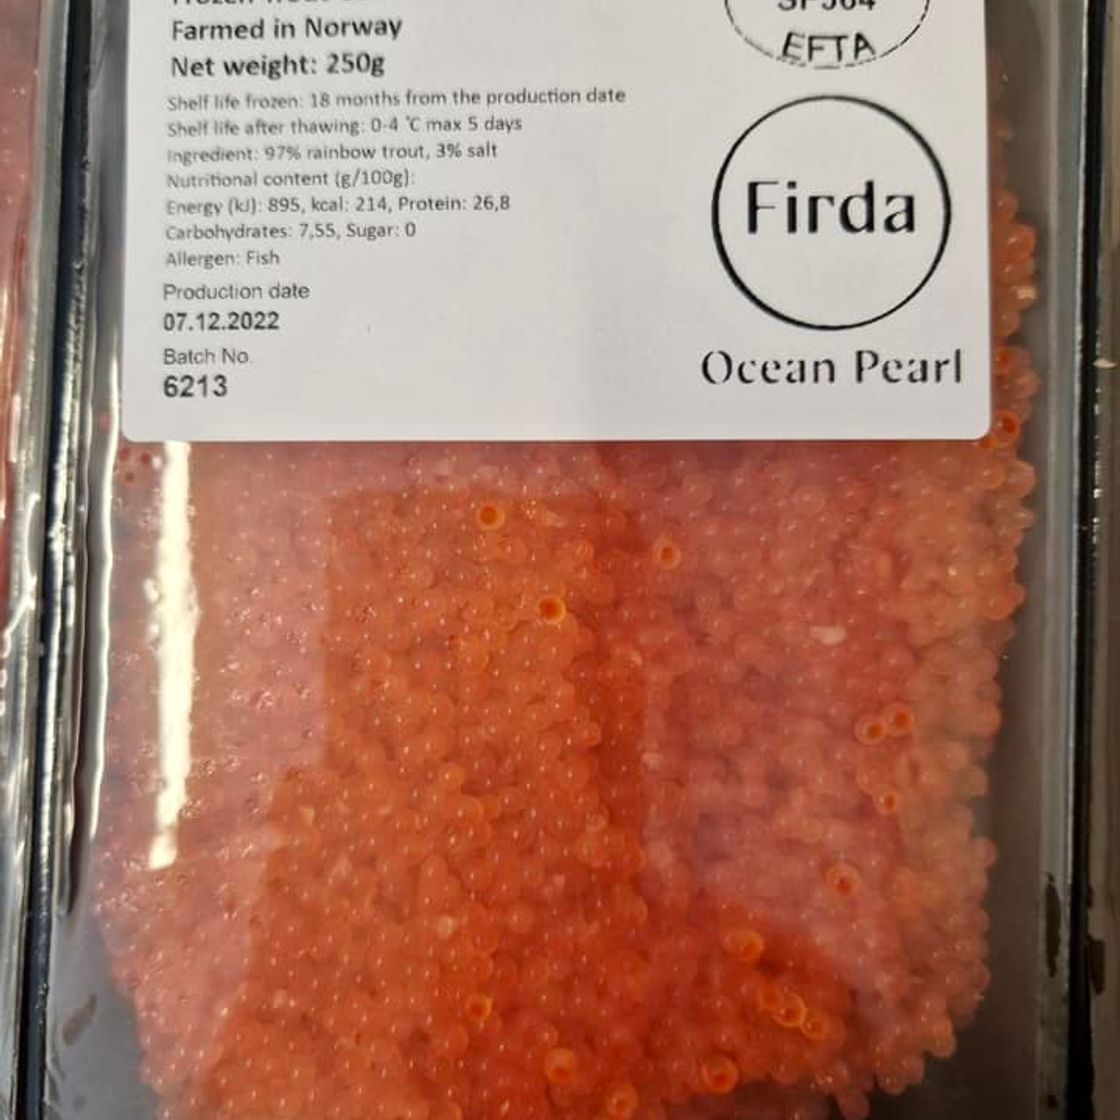 Farmed in Norway
Net weight: 250g
Shelf life frozen: 18 months from the production date
Shelf life after thawing: 0-4 °C max 5 days
Ingredient: 97% rainbow trout, 3% salt
Nutritional content (g/100g):
Energy (kJ): 895, kcal: 214, Protein: 26,8
Carbohydrates: 7,55, Sugar: 0
Allergen: Fish
Production date
07.12.2022
Batch No.
6213
EFTA
Firda
Ocean Pearl